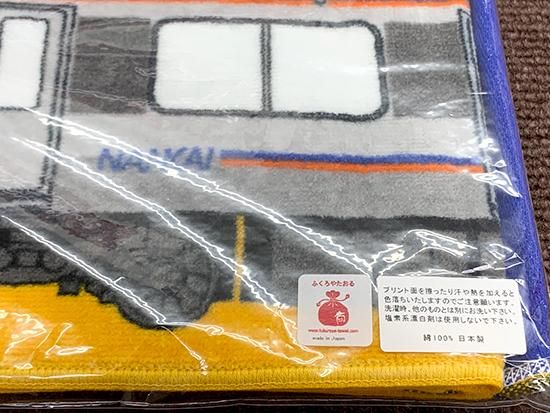 NANKAI
ふくろやたおる
www.fukuroya-towel.com
made in Japan
プリント面を擦ったり汗や熱を加えると
色落ちいたしますのでご注意願います。
洗濯時、他のものとは別にお洗い下さい。
塩素系漂白剤は使用しないで下さい。
綿100% 日本製